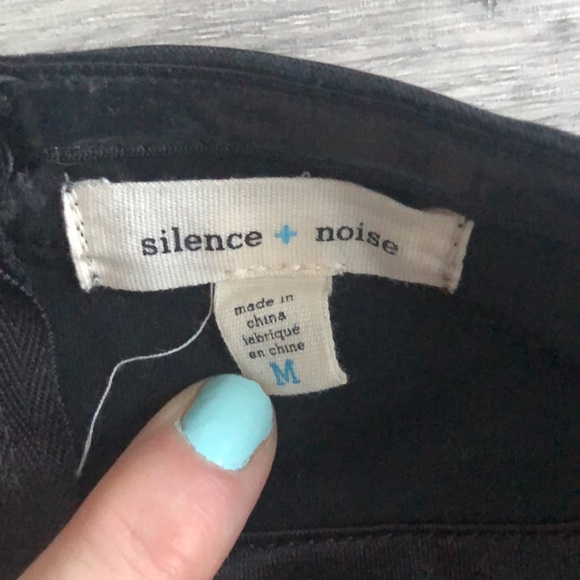 silence + noise
made in
china
fabriqué
en chine
M